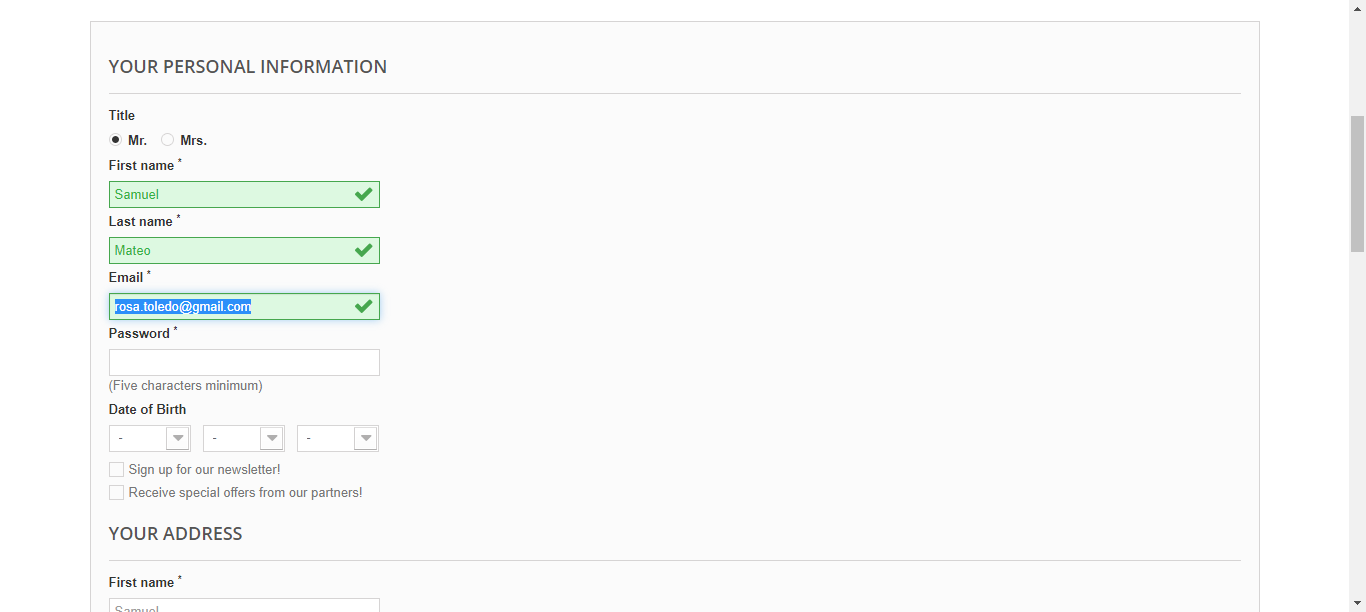 YOUR PERSONAL INFORMATION
Title
Mr. Mrs.
First name *
Samuel
Last name *
Mateo
Email *
rosa.toledo@gmail.com
Password *
(Five characters minimum)
Date of Birth
- - -
Sign up for our newsletter!
Receive special offers from our partners!
YOUR ADDRESS
First name *
Samuel